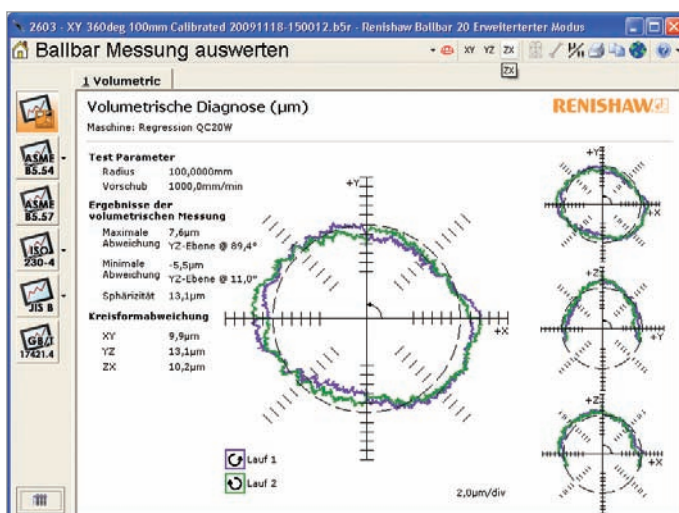 2603 - XY 360deg 100mm Calibrated 20091118-150012.b5r - Renishaw Ballbar 20 Erweiterterter Modus
Ballbar Messung auswerten
XY YZ ZX
ZX
1 Volumetric
Volumetrische Diagnose (µm)
RENISHAW
Maschine: Regression QC20W
ASME B5.54
ASME B5.57
ISO 230-4
JIS B
GB/T 17421.4
Test Parameter
Radius 100,0000mm
Vorschub 1000,0mm/min
Ergebnisse der
volumetrischen Messung
Maximale 7,6µm
Abweichung YZ-Ebene @ 89,4°
Minimale -5,5µm
Abweichung YZ-Ebene @ 11,0°
Sphärizität 13,1µm
Kreisformabweichung
XY 9,9µm
YZ 13,1µm
ZX 10,2µm
+Y
+X
Lauf 1
Lauf 2
2,0µm/div
+Y
+X
+Z
+Y
+Z
+X